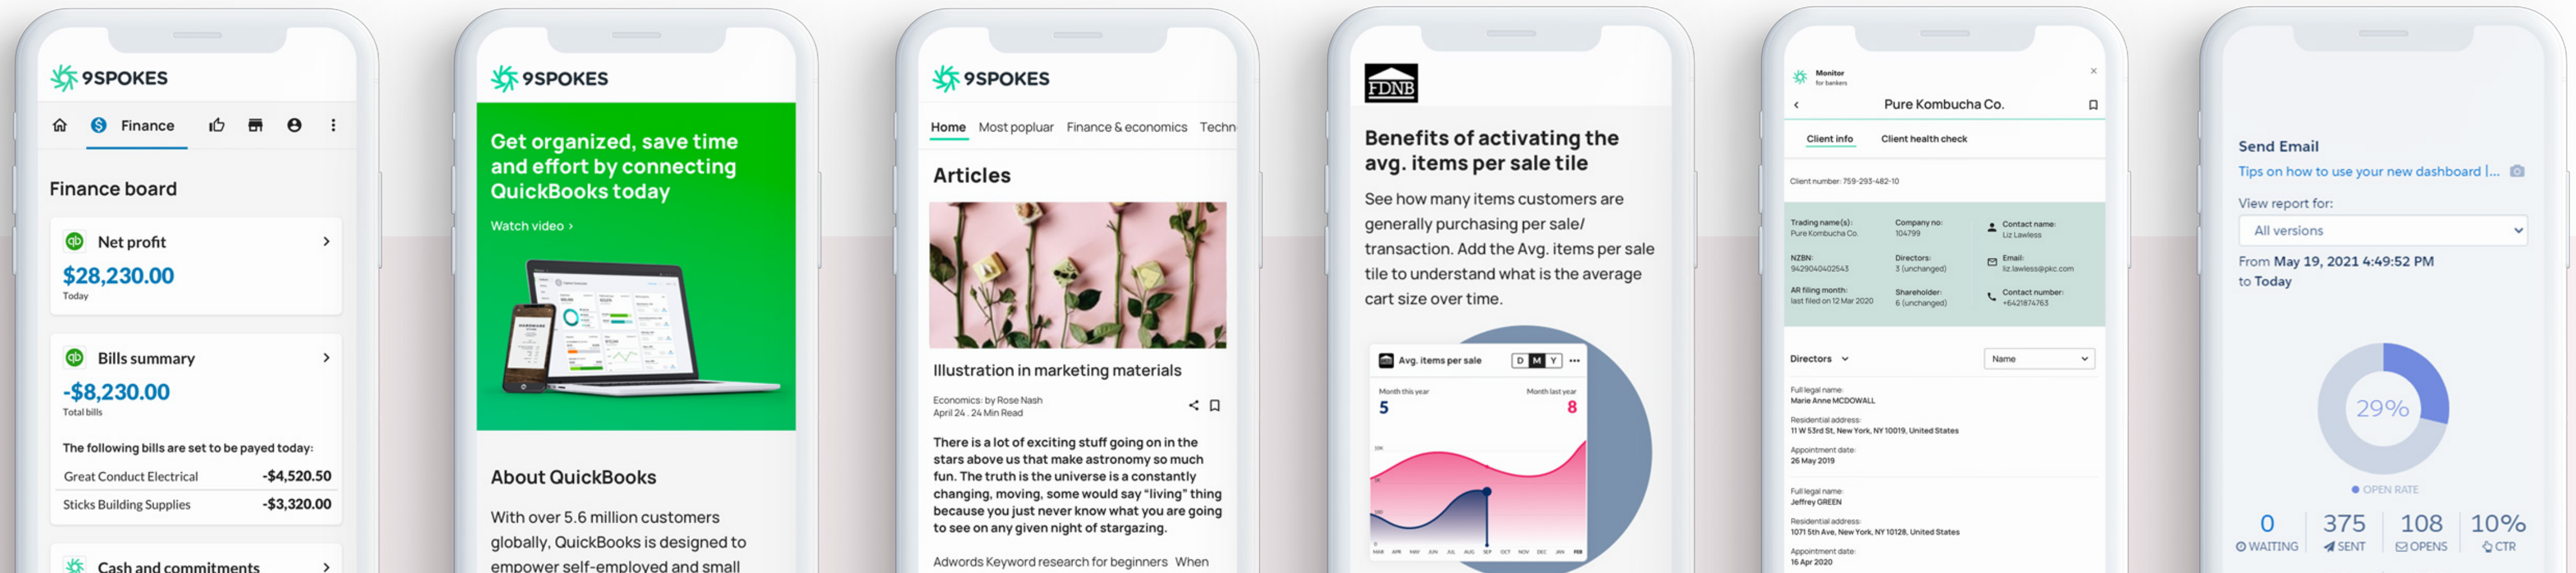 9SPOKES
Finance
Finance board
qb Net profit
$28,230.00
Today
qb Bills summary
-$8,230.00
Total bills
The following bills are set to be payed today:
Great Conduct Electrical -$4,520.50
Sticks Building Supplies -$3,320.00
Cash and commitments
9SPOKES
Get organized, save time
and effort by connecting
QuickBooks today
Watch video
About QuickBooks
With over 5.6 million customers
globally, QuickBooks is designed to
empower self-employed and small
9SPOKES
Home Most popluar Finance & economics Techn
Articles
Illustration in marketing materials
Economics: by Rose Nash
April 24 . 24 Min Read
There is a lot of exciting stuff going on in the
stars above us that make astronomy so much
fun. The truth is the universe is a constantly
changing, moving, some would say “living” thing
because you just never know what you are going
to see on any given night of stargazing.
Adwords Keyword research for beginners When
FDNB
Benefits of activating the
avg. items per sale tile
See how many items customers are
generally purchasing per sale/
transaction. Add the Avg. items per sale
tile to understand what is the average
cart size over time.
Avg. items per sale D M Y
Month this year Month last year
5 8
MAR APR MAY JUN JUL AUG SEP OCT NOV DEC JAN FEB
Monitor
for bankers
Pure Kombucha Co.
Client info Client health check
Client number: 759-293-482-10
Trading name(s):
Pure Kombucha Co.
NZBN:
9429040402543
AR filing month:
last filed on 12 Mar 2020
Company no:
104799
Directors:
3 (unchanged)
Shareholder:
6 (unchanged)
Contact name:
Liz Lawless
Email:
liz.lawless@pkc.com
Contact number:
+6421874763
Directors Name
Full legal name:
Marie Anne MCDOWALL
Residential address:
11 W 53rd St, New York, NY 10019, United States
Appointment date:
26 May 2019
Full legal name:
Jeffrey GREEN
Residential address:
1071 5th Ave, New York, NY 10128, United States
Appointment date:
16 Apr 2020
Send Email
Tips on how to use your new dashboard |...
View report for:
All versions
From May 19, 2021 4:49:52 PM
to Today
29%
OPEN RATE
0 375 108 10%
WAITING SENT OPENS CTR